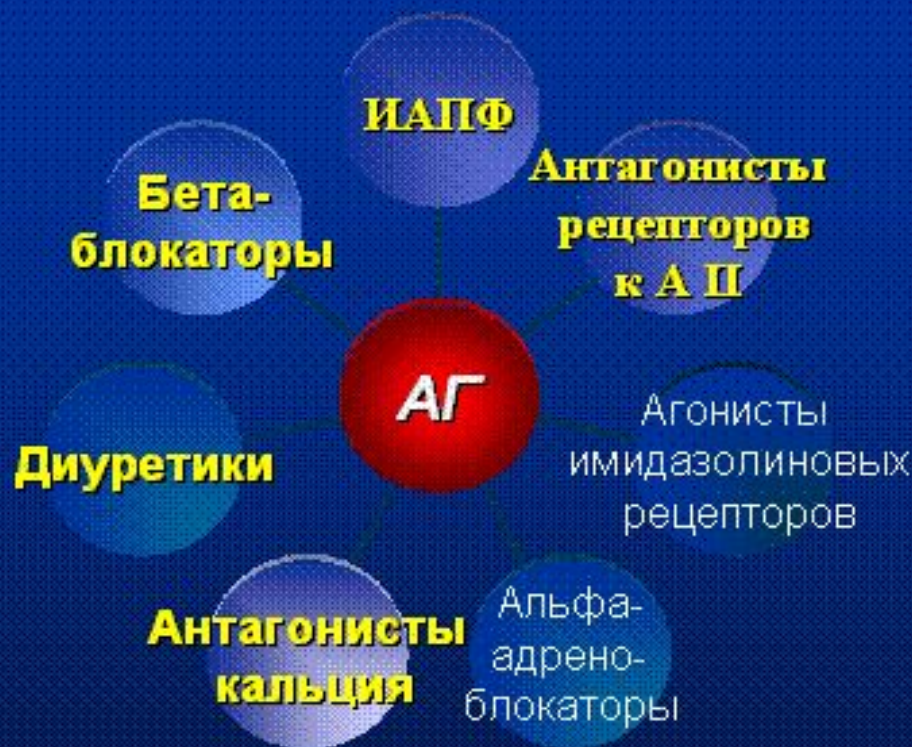 ИАПФ
Антагонисты
рецепторов
к А II
Бета-
блокаторы
АГ
Агонисты
имидазолиновых
рецепторов
Диуретики
Альфа-
адрено-
блокаторы
Антагонисты
кальция